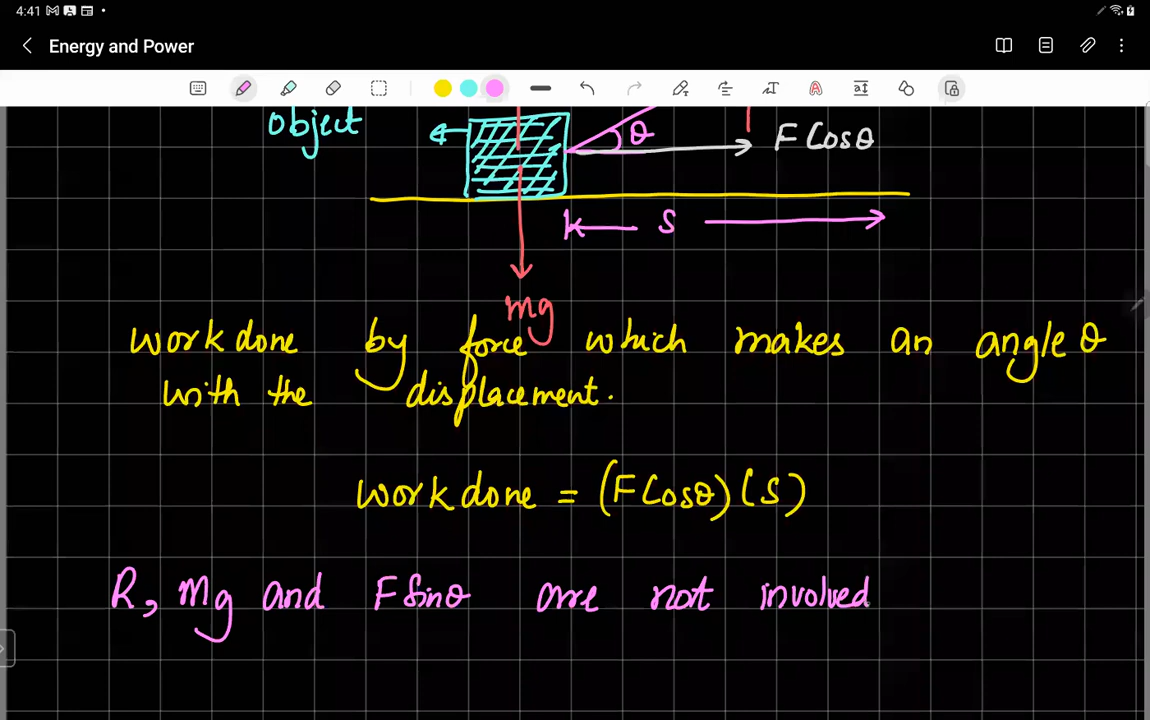 4:41
Energy and Power
Object
θ
F Cosθ
S
mg
work done by force which makes an angle θ
with the displacement.
work done = (F Cosθ) (S)
R, Mg and F Sinθ are not involved